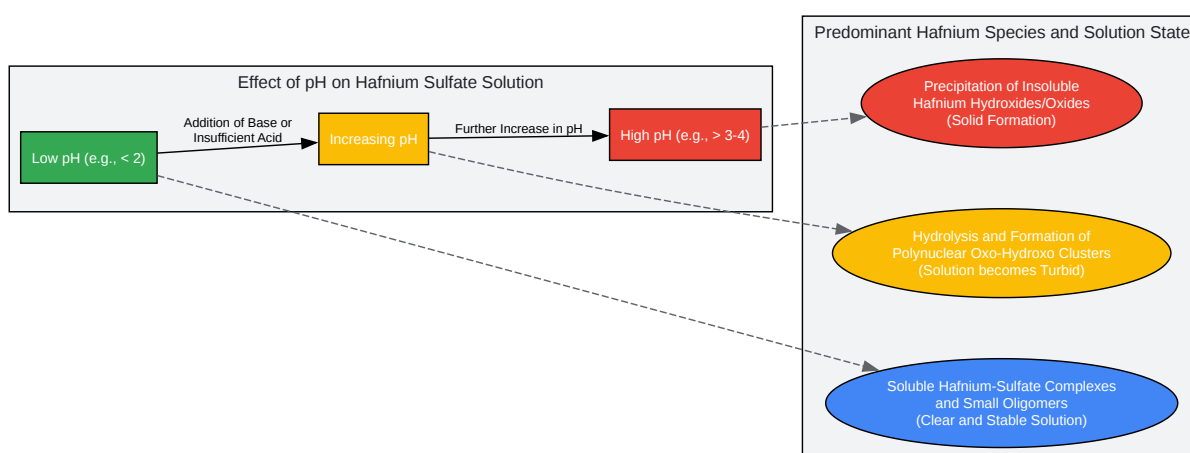 Predominant Hafnium Species and Solution State
Effect of pH on Hafnium Sulfate Solution
Low pH (e.g., < 2)
Addition of Base or
Insufficient Acid
Increasing pH
Further Increase in pH
High pH (e.g., > 3-4)
Precipitation of Insoluble
Hafnium Hydroxides/Oxides
(Solid Formation)
Hydrolysis and Formation of
Polynuclear Oxo-Hydroxo Clusters
(Solution becomes Turbid)
Soluble Hafnium-Sulfate Complexes
and Small Oligomers
(Clear and Stable Solution)